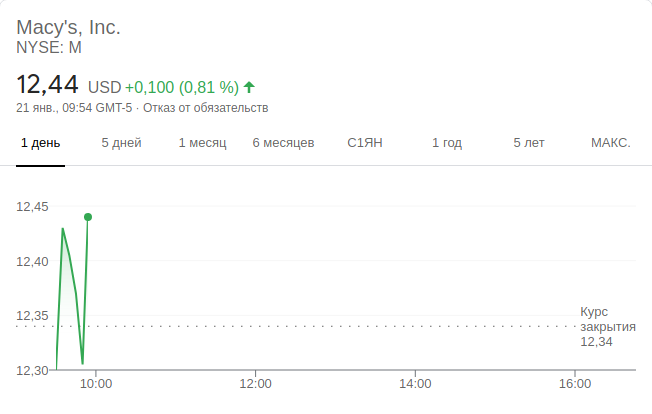 Macy's, Inc.
NYSE: M
12,44 USD +0,100 (0,81 %)
21 янв., 09:54 GMT-5 · Отказ от обязательств
1 день 5 дней 1 месяц 6 месяцев С1ЯН 1 год 5 лет МАКС.
12,45
12,40
12,35
12,30
Курс
закрытия
12,34
10:00 12:00 14:00 16:00